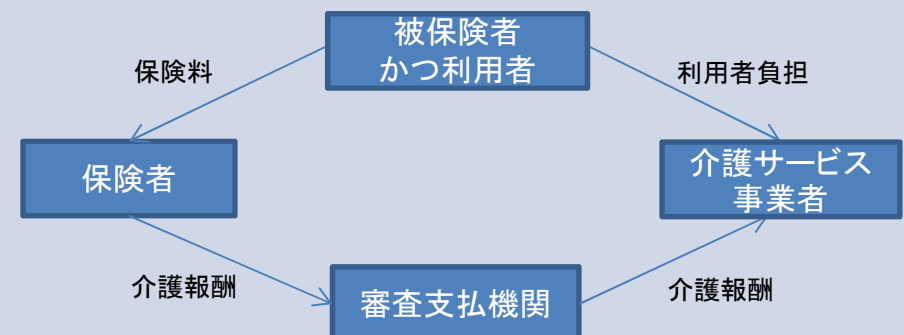 被保険者
かつ利用者
保険料
利用者負担
保険者
介護サービス
事業者
介護報酬
介護報酬
審査支払機関